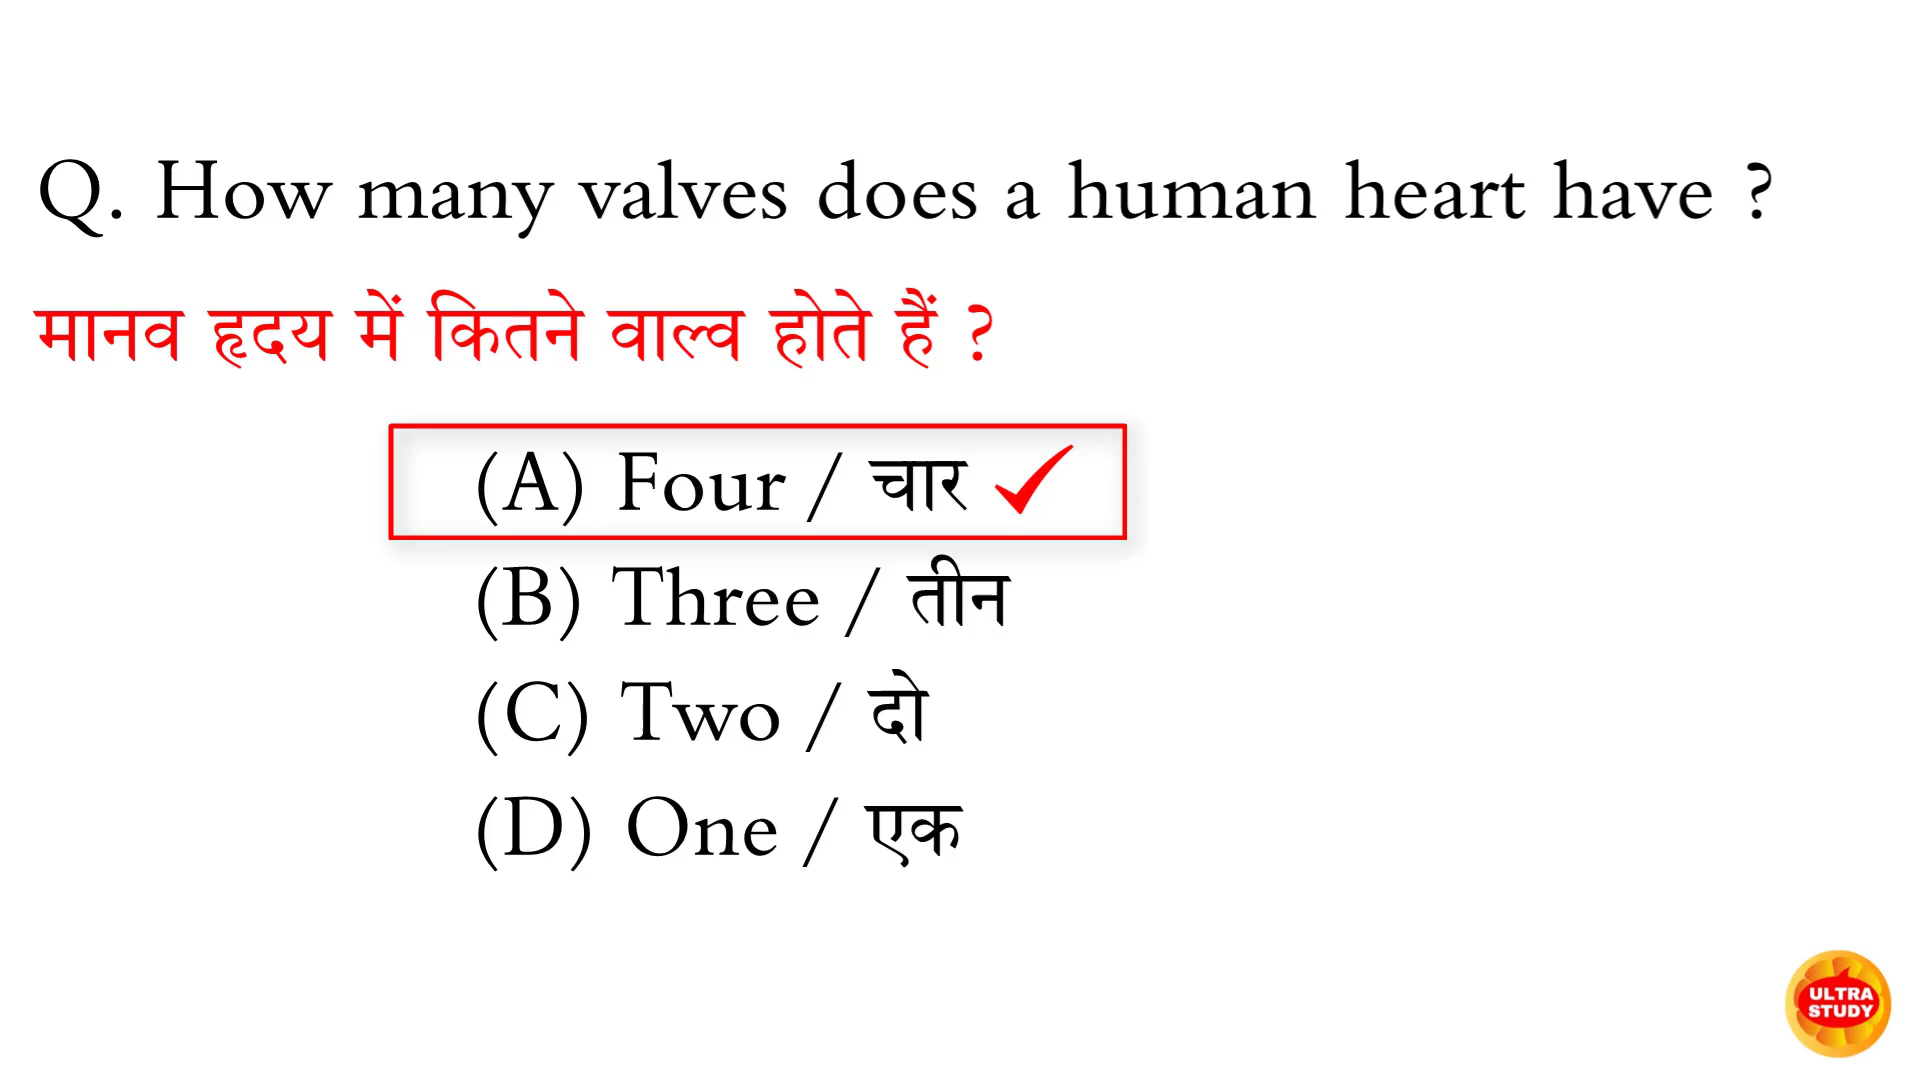 Q. How many valves does a human heart have ?
मानव हृदय में कितने वाल्व होते हैं ?
(A) Four / चार
(B) Three / तीन
(C) Two / दो
(D) One / एक
ULTRA
STUDY